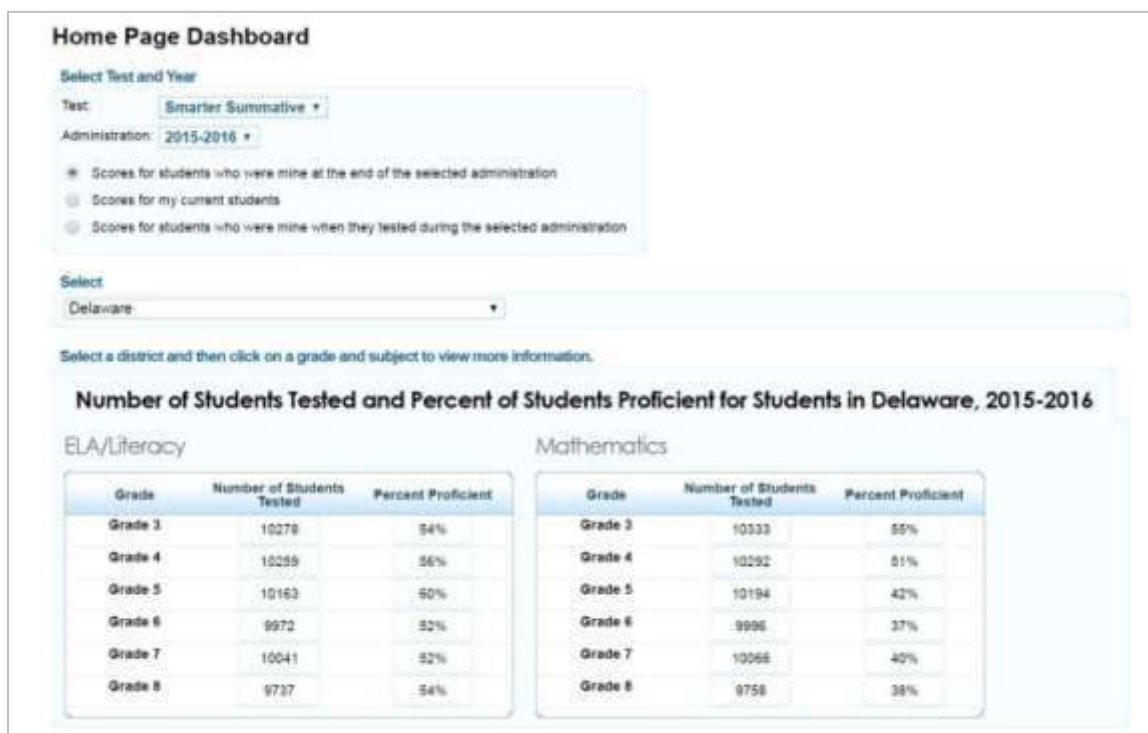 Home Page Dashboard
Select Test and Year
Test: Smarter Summative
Administration: 2015-2016
Scores for students who were mine at the end of the selected administration
Scores for my current students
Scores for students who were mine when they tested during the selected administration
Select
Delaware
Select a district and then click on a grade and subject to view more information.
Number of Students Tested and Percent of Students Proficient for Students in Delaware, 2015-2016
ELA/Literacy Mathematics
Grade Number of Students Tested Percent Proficient Grade Number of Students Tested Percent Proficient
Grade 3 10278 54% Grade 3 10333 55%
Grade 4 10259 56% Grade 4 10292 51%
Grade 5 10163 60% Grade 5 10194 42%
Grade 6 9972 52% Grade 6 9996 37%
Grade 7 10041 52% Grade 7 10066 40%
Grade 8 9737 54% Grade 8 9758 38%